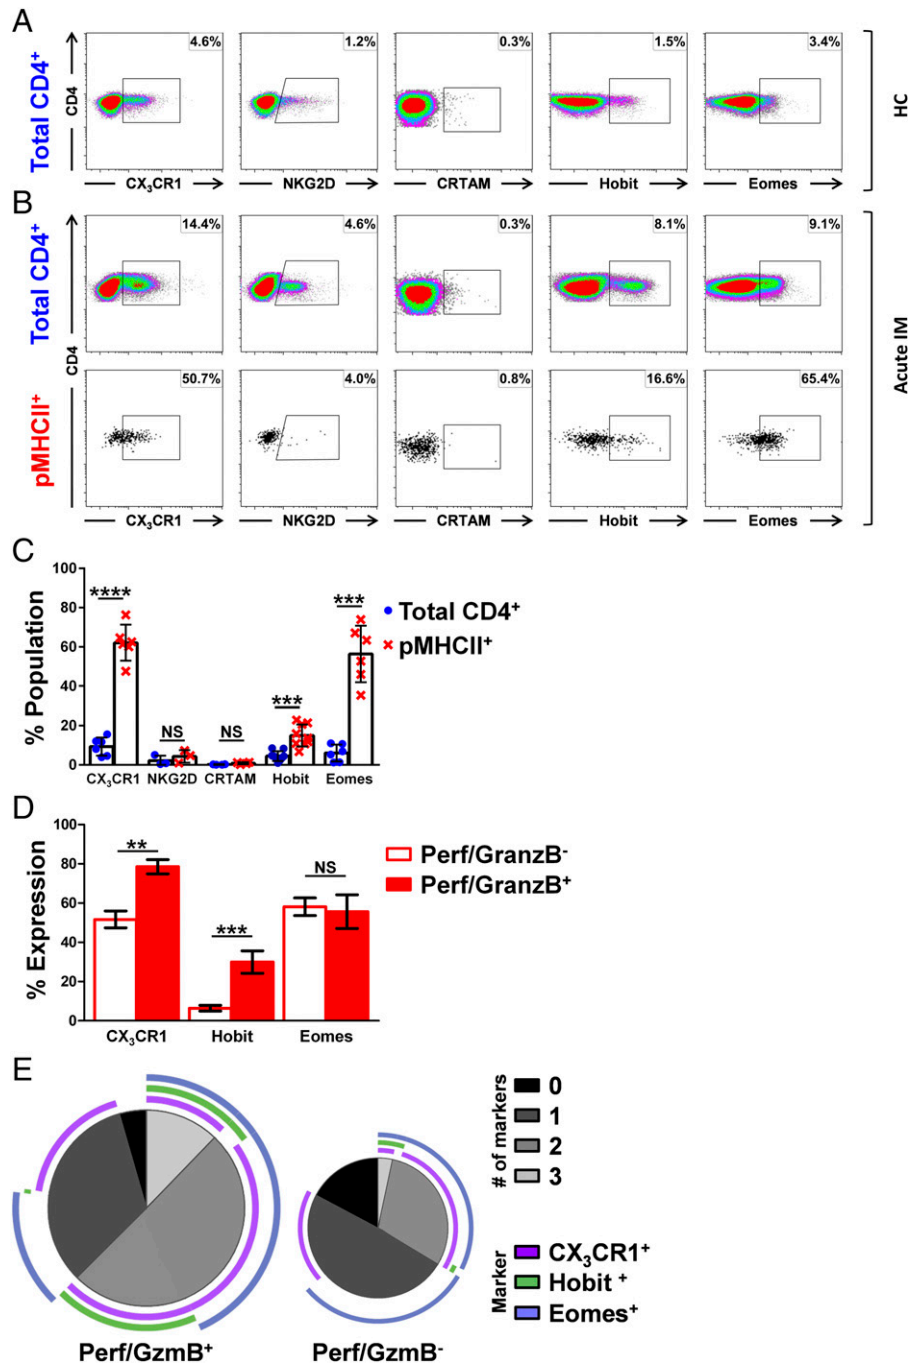 A
Total CD4+
CD4
4.6%
1.2%
0.3%
1.5%
3.4%
CX3CR1
NKG2D
CRTAM
Hobit
Eomes
HC
B
Total CD4+
14.4%
4.6%
0.3%
8.1%
9.1%
CD4
pMHCII+
50.7%
4.0%
0.8%
16.6%
65.4%
CX3CR1
NKG2D
CRTAM
Hobit
Eomes
Acute IM
C
% Population
100
80
60
40
20
0
****
NS
NS
***
***
CX3CR1
NKG2D
CRTAM
Hobit
Eomes
Total CD4+
pMHCII+
D
% Expression
100
80
60
40
20
0
**
***
NS
CX3CR1
Hobit
Eomes
Perf/GranzB-
Perf/GranzB+
E
Perf/GzmB+
Perf/GzmB-
# of markers
0
1
2
3
Marker
CX3CR1+
Hobit +
Eomes+